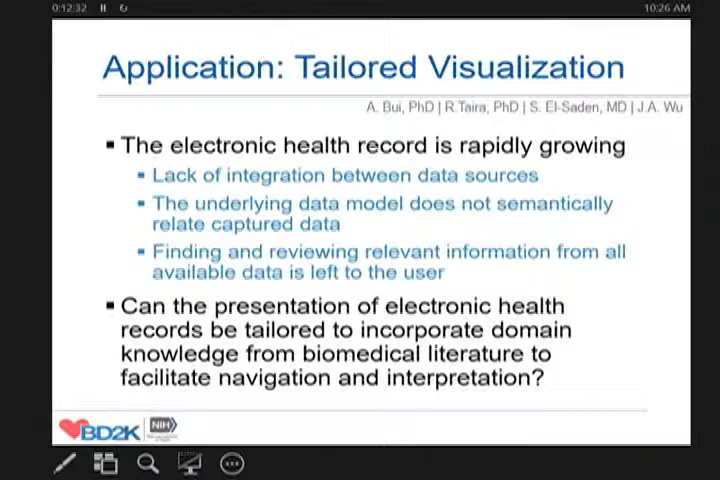 0:12:32
10:26 AM
Application: Tailored Visualization
A. Bui, PhD | R.Taira, PhD | S. El-Saden, MD | J.A. Wu
The electronic health record is rapidly growing
Lack of integration between data sources
The underlying data model does not semantically
relate captured data
Finding and reviewing relevant information from all
available data is left to the user
Can the presentation of electronic health
records be tailored to incorporate domain
knowledge from biomedical literature to
facilitate navigation and interpretation?
BD2K
NIH